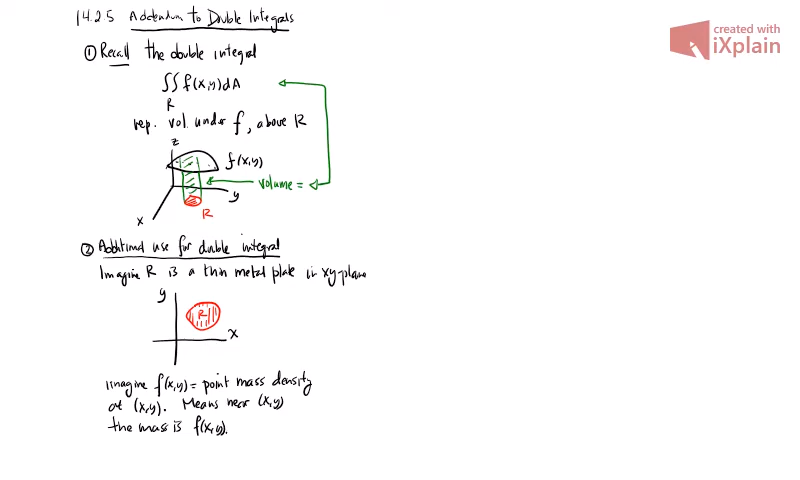 14.2.5 Addendum to Double Integrals
① Recall the double integral
∬ f(x,y)dA
R
rep. vol. under f, above R
z
f(x,y)
volume =
y
x
R
② Additional use for double integral
Imagine R is a thin metal plate in xy-plane
y
R
x
imagine f(x,y) = point mass density
at (x,y). Means near (x,y)
the mass is f(x,y).
created with
iXplain